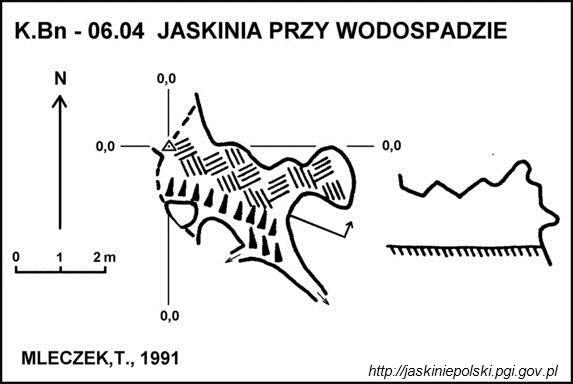 K.Bn - 06.04 JASKINIA PRZY WODOSPADZIE
0,0
N
0,0
0,0
0 1 2 m
0,0
MLECZEK,T., 1991
http://jaskiniepolski.pgi.gov.pl